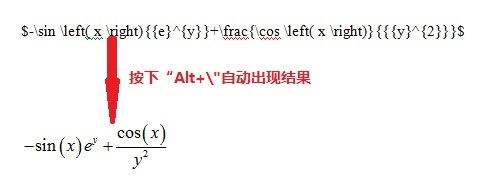 $-\sin \left( x \right){{e}^{y}}+\frac{\cos \left( x \right)}{{{y}^{2}}}$
按下“Alt+\"自动出现结果
−sin(x)e^y + cos(x)/y^2